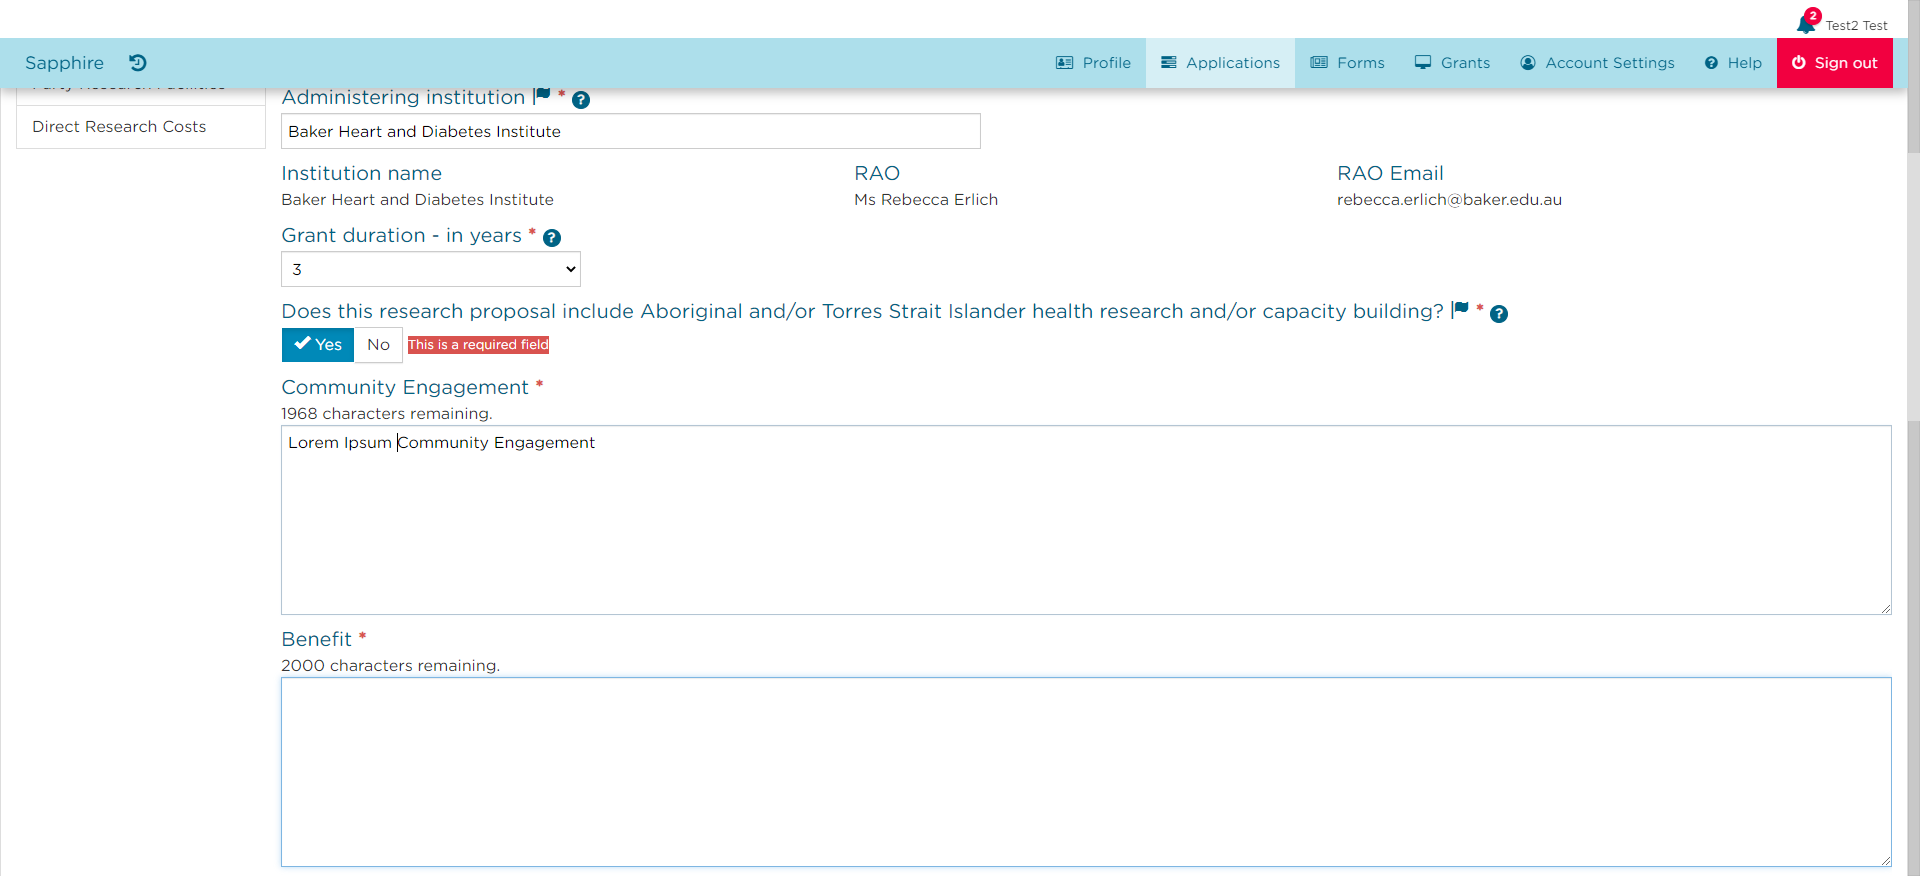 2
Test2 Test
Sapphire
Profile
Applications
Forms
Grants
Account Settings
Help
Sign out
Party Research Facilities
Direct Research Costs
Administering institution *
Baker Heart and Diabetes Institute
Institution name
RAO
RAO Email
Baker Heart and Diabetes Institute
Ms Rebecca Erlich
rebecca.erlich@baker.edu.au
Grant duration - in years *
3
Does this research proposal include Aboriginal and/or Torres Strait Islander health research and/or capacity building? *
Yes
No
This is a required field
Community Engagement *
1968 characters remaining.
Lorem Ipsum Community Engagement
Benefit *
2000 characters remaining.